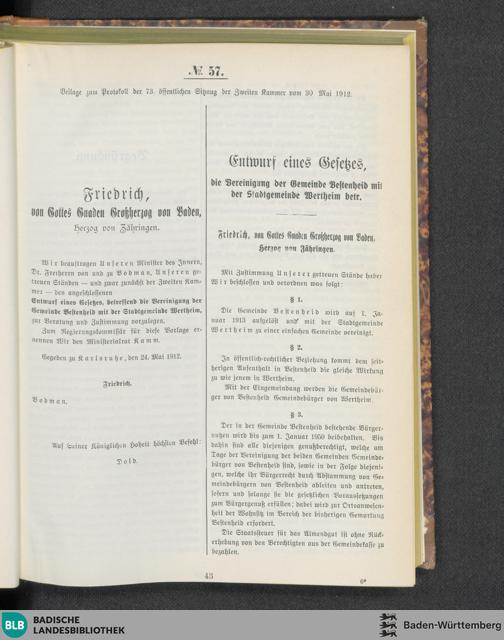 № 57.
Beilage zum Protokoll der 73. öffentlichen Sitzung der Zweiten Kammer vom 30. Mai 1912.
Friedrich,
von Gottes Gnaden Großherzog von Baden,
Herzog von Zähringen.
Wir beauftragen Unseren Minister des Innern,
Dr. Freiherrn von und zu Bodman, Unseren ge-
treuen Ständen — und zwar zunächst der Zweiten Kam-
mer — den angeschlossenen
Entwurf eines Gesetzes, betreffend die Vereinigung der
Gemeinde Bestenheid mit der Stadtgemeinde Wertheim,
zur Beratung und Zustimmung vorzulegen.
Zum Regierungskommissär für diese Vorlage er-
nennen Wir den Ministerialrat Kamm.
Gegeben zu Karlsruhe, den 24. Mai 1912.
Friedrich.
Bodman.
Auf Seiner Königlichen Hoheit höchsten Befehl:
Dold.
Entwurf eines Gesetzes,
die Vereinigung der Gemeinde Bestenheid mit
der Stadtgemeinde Wertheim betr.
Friedrich, von Gottes Gnaden Großherzog von Baden,
Herzog von Zähringen.
Mit Zustimmung Unserer getreuen Stände haben
Wir beschlossen und verordnen was folgt:
§ 1.
Die Gemeinde Bestenheid wird auf 1. Ja-
nuar 1913 aufgelöst und mit der Stadtgemeinde
Wertheim zu einer einfachen Gemeinde vereinigt.
§ 2.
In öffentlich-rechtlicher Beziehung kommt dem seit-
herigen Aufenthalt in Bestenheid die gleiche Wirkung
zu wie jenem in Wertheim.
Mit der Eingemeindung werden die Gemeindebür-
ger von Bestenheid Gemeindebürger von Wertheim.
§ 3.
Der in der Gemeinde Bestenheid bestehende Bürger-
nutzen wird bis zum 1. Januar 1950 beibehalten. Bis
dahin sind alle diejenigen genußberechtigt, welche am
Tage der Vereinigung der beiden Gemeinden Gemeinde-
bürger von Bestenheid sind, sowie in der Folge diejeni-
gen, welche ihr Bürgerrecht durch Abstammung von Ge-
meindebürgern von Bestenheid ableiten und antreten,
sofern und solange sie die gesetzlichen Voraussetzungen
zum Bürgergenuß erfüllen; dabei wird zur Ortsanwesen-
heit der Wohnsitz im Bereich der bisherigen Gemarkung
Bestenheid erfordert.
Die Staatssteuer für das Almendgut ist ohne Rück-
erhebung von den Berechtigten aus der Gemeindekasse zu
bezahlen.
43
6*
BLB BADISCHE
LANDESBIBLIOTHEK
Baden-Württemberg